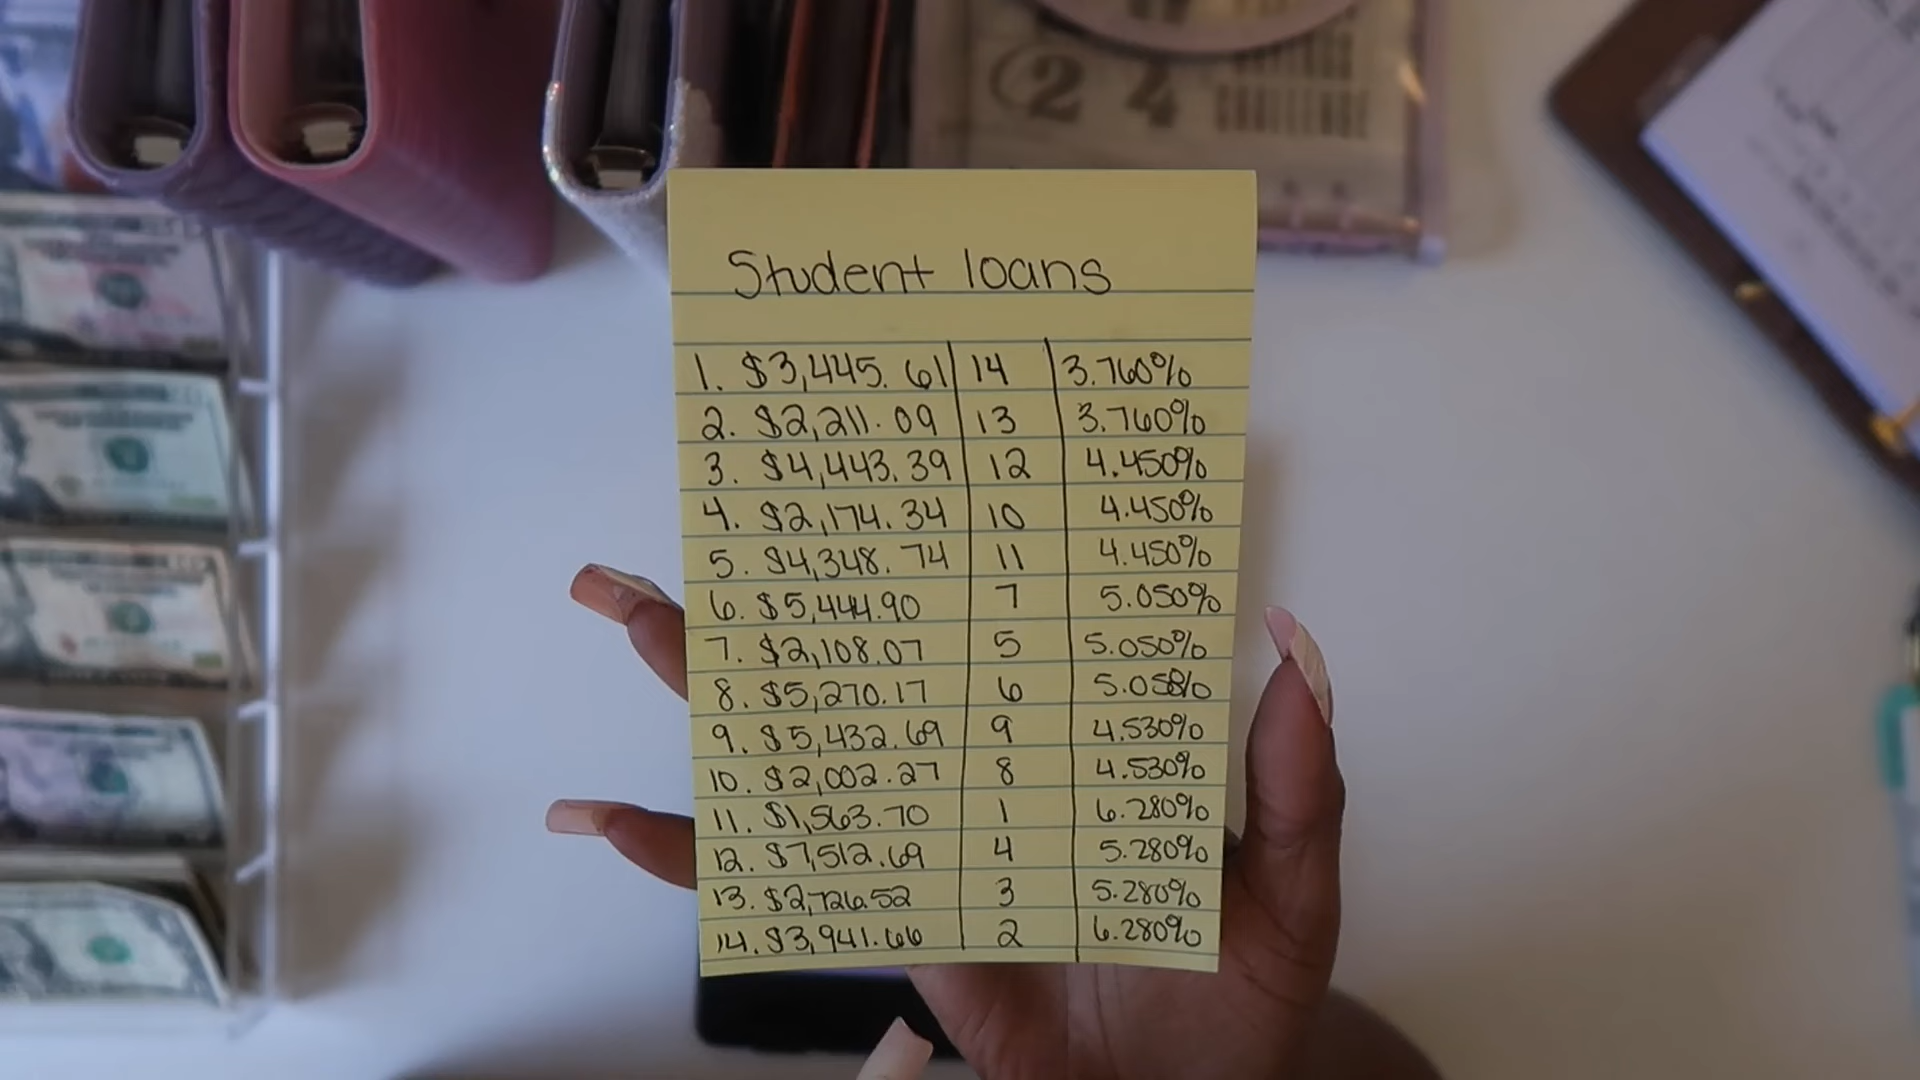 24
CHALLENGE
Student loans
1. $3,445.61 14 3.760%
2. $2,211.09 13 3.760%
3. $4,443.39 12 4.450%
4. $2,174.34 10 4.450%
5. $4,348.74 11 4.450%
6. $5,444.90 7 5.050%
7. $2,108.07 5 5.050%
8. $5,270.17 6 5.050%
9. $5,432.69 9 4.530%
10. $2,002.27 8 4.530%
11. $1,563.70 1 6.280%
12. $7,512.69 4 5.280%
13. $2,726.52 3 5.280%
14. $3,941.66 2 6.280%